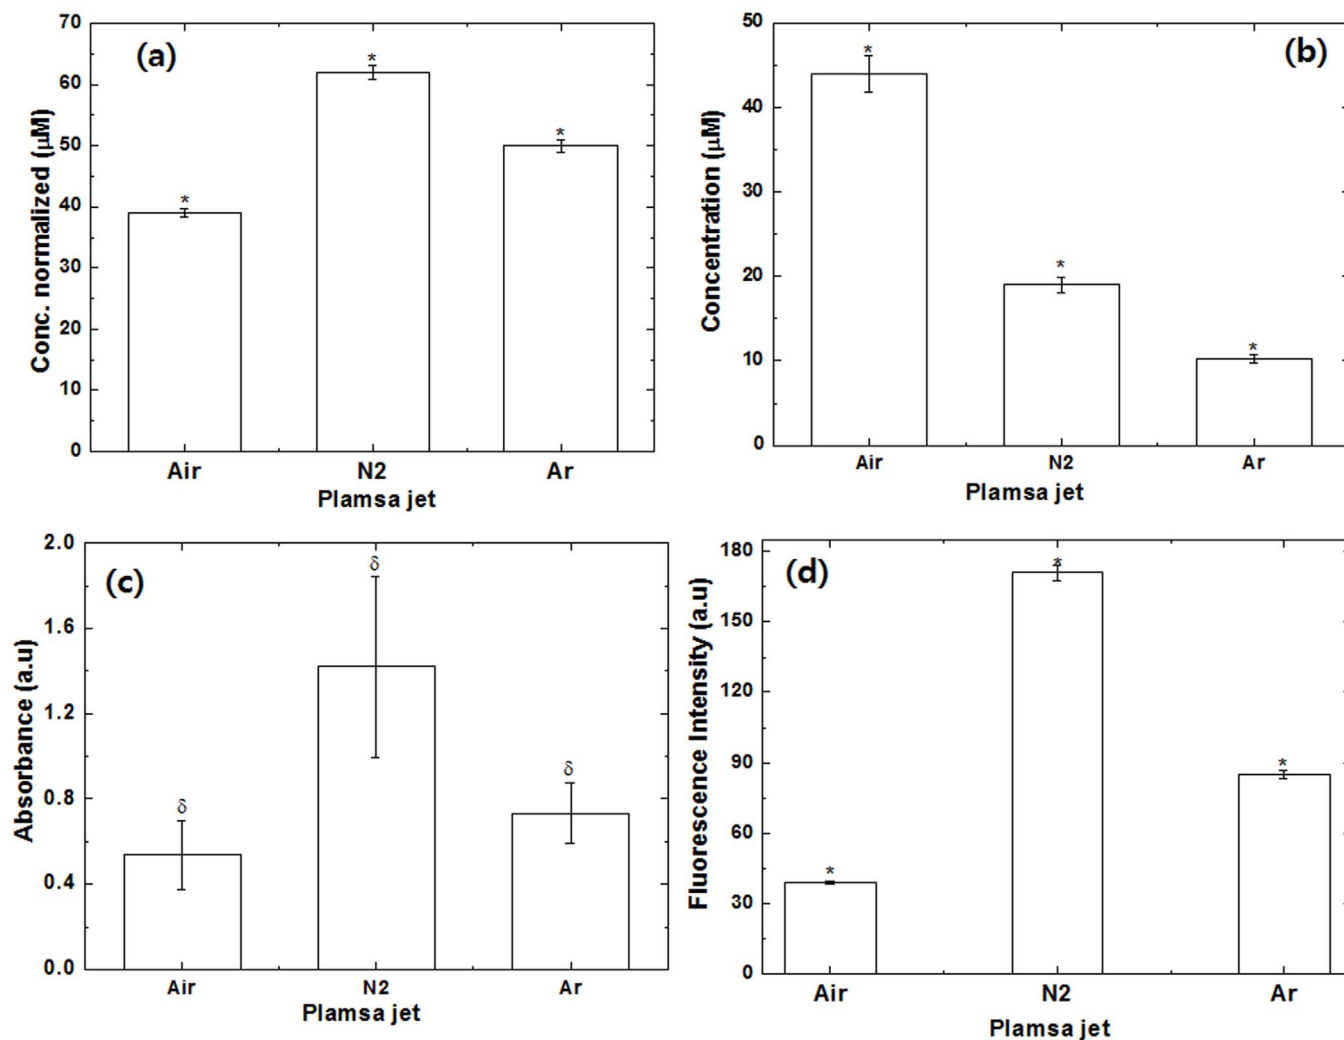 (a)
Conc. normalized (μM)
70
60
50
40
30
20
10
0
*
*
*
Air N2 Ar
Plamsa jet
(b)
Concentration (μM)
50
40
30
20
10
0
*
*
*
Air N2 Ar
Plamsa jet
(c)
Absorbance (a.u)
2.0
1.6
1.2
0.8
0.4
0.0
δ
δ
δ
Air N2 Ar
Plamsa jet
(d)
Fluorescence Intensity (a.u)
180
150
120
90
60
30
0
*
*
*
Air N2 Ar
Plamsa jet